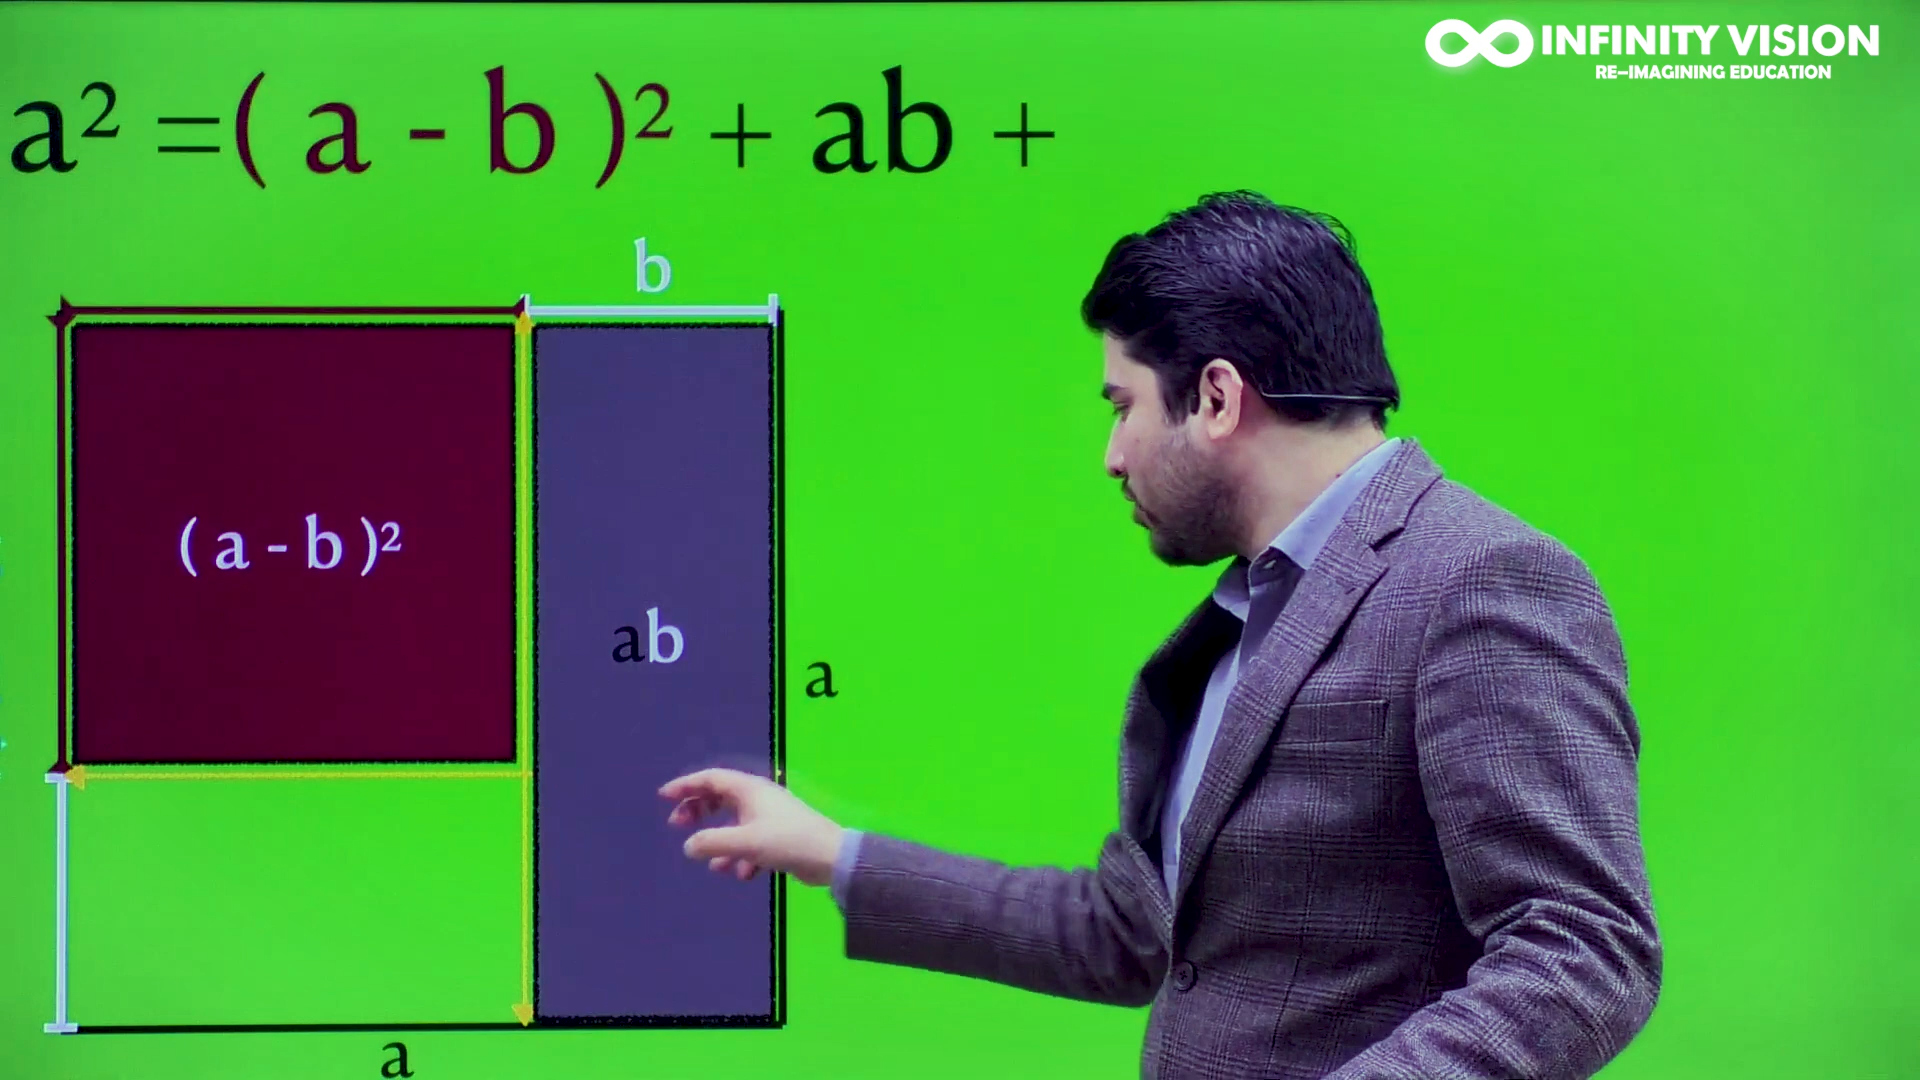 INFINITY VISION
RE-IMAGINING EDUCATION
a² =( a - b )² + ab +
b
( a - b )²
ab
a
a